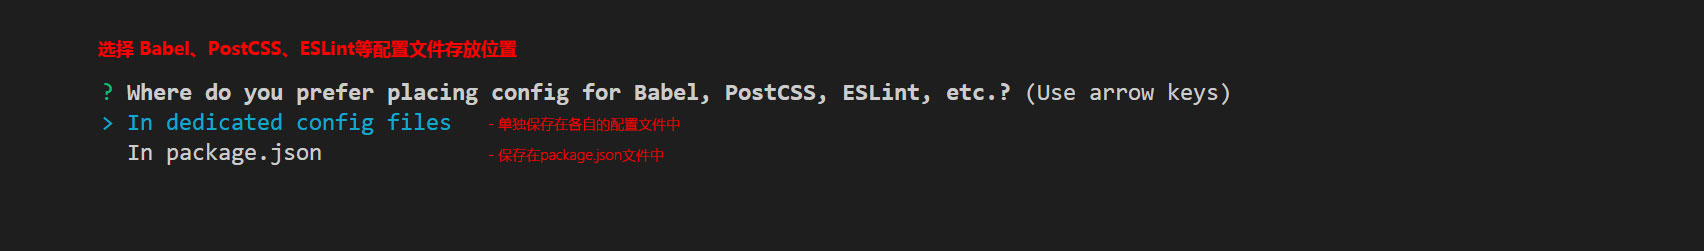 选择 Babel、PostCSS、ESLint等配置文件存放位置
? Where do you prefer placing config for Babel, PostCSS, ESLint, etc.? (Use arrow keys)
> In dedicated config files - 单独保存在各自的配置文件中
In package.json - 保存在package.json文件中